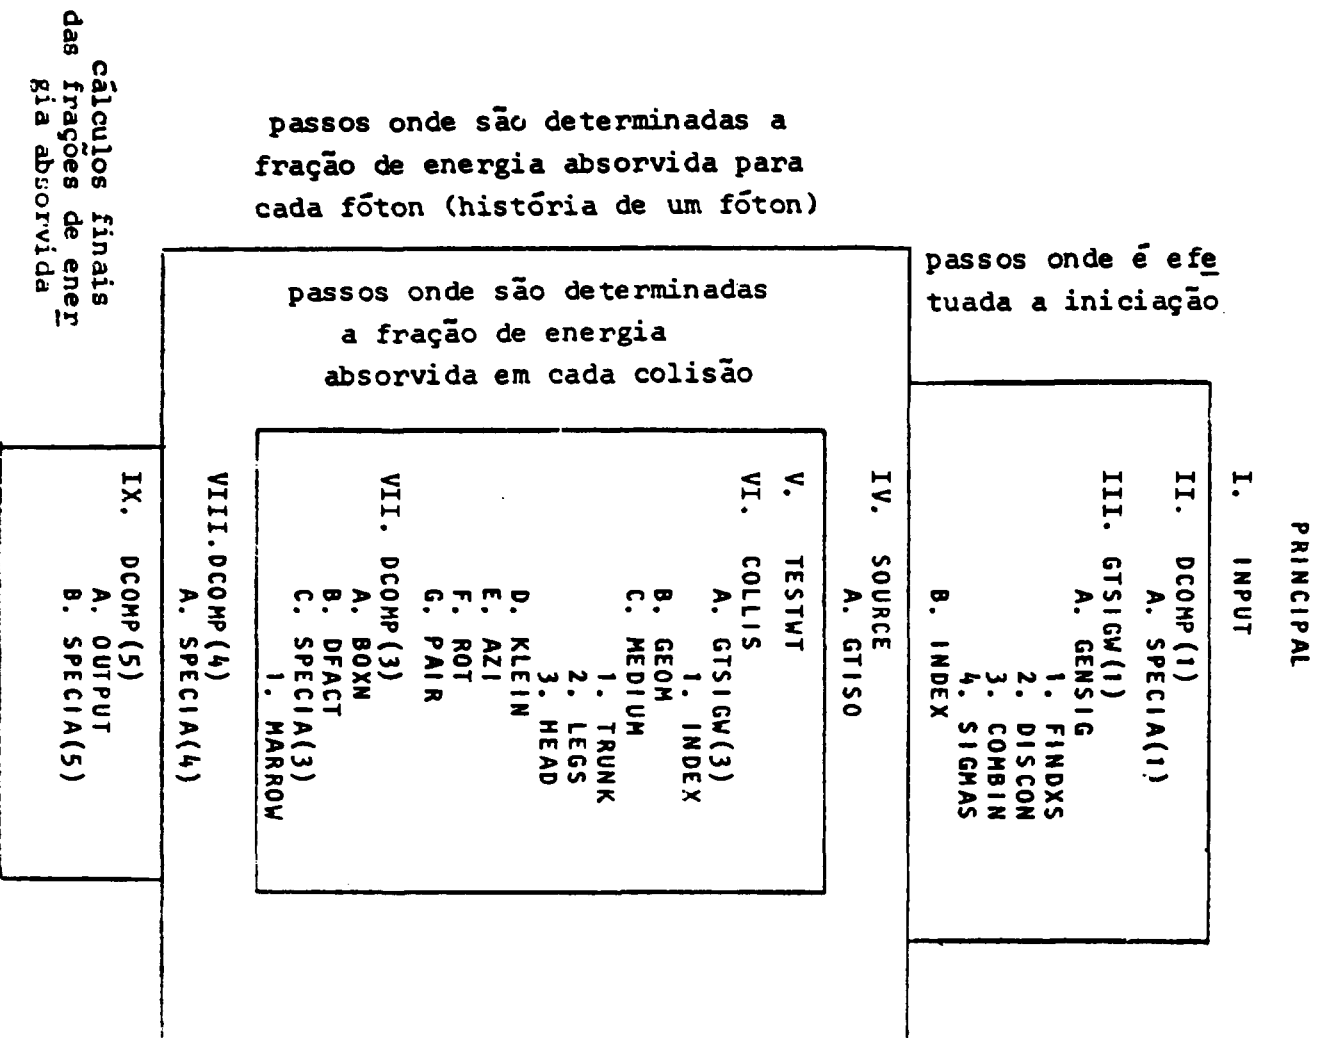 PRINCIPAL
I. INPUT
II. DCOMP(1)
A. SPECIA(1)
III. GTSIGW(1)
A. GENSIG
1. FINDXS
2. DISCON
3. COMBIN
4. SIGMAS
B. INDEX
passos onde é efe
tuada a iniciação
IV. SOURCE
A. GTISO
V. TESTWT
VI. COLLIS
A. GTSIGW(3)
1. INDEX
B. GEOM
1. TRUNK
C. MEDIUM
2. LEGS
3. HEAD
D. KLEIN
E. AZI
F. ROT
G. PAIR
VII. DCOMP(3)
A. BOXN
B. DFACT
C. SPECIA(3)
1. MARROW
passos onde são determinadas
a fração de energia
absorvida em cada colisão
VIII.DCOMP(4)
A. SPECIA(4)
passos onde são determinadas a
fração de energia absorvida para
cada fóton (história de um fóton)
IX. DCOMP(5)
A. OUTPUT
B. SPECIA(5)
cálculos finais
das frações de ener
gia absorvida